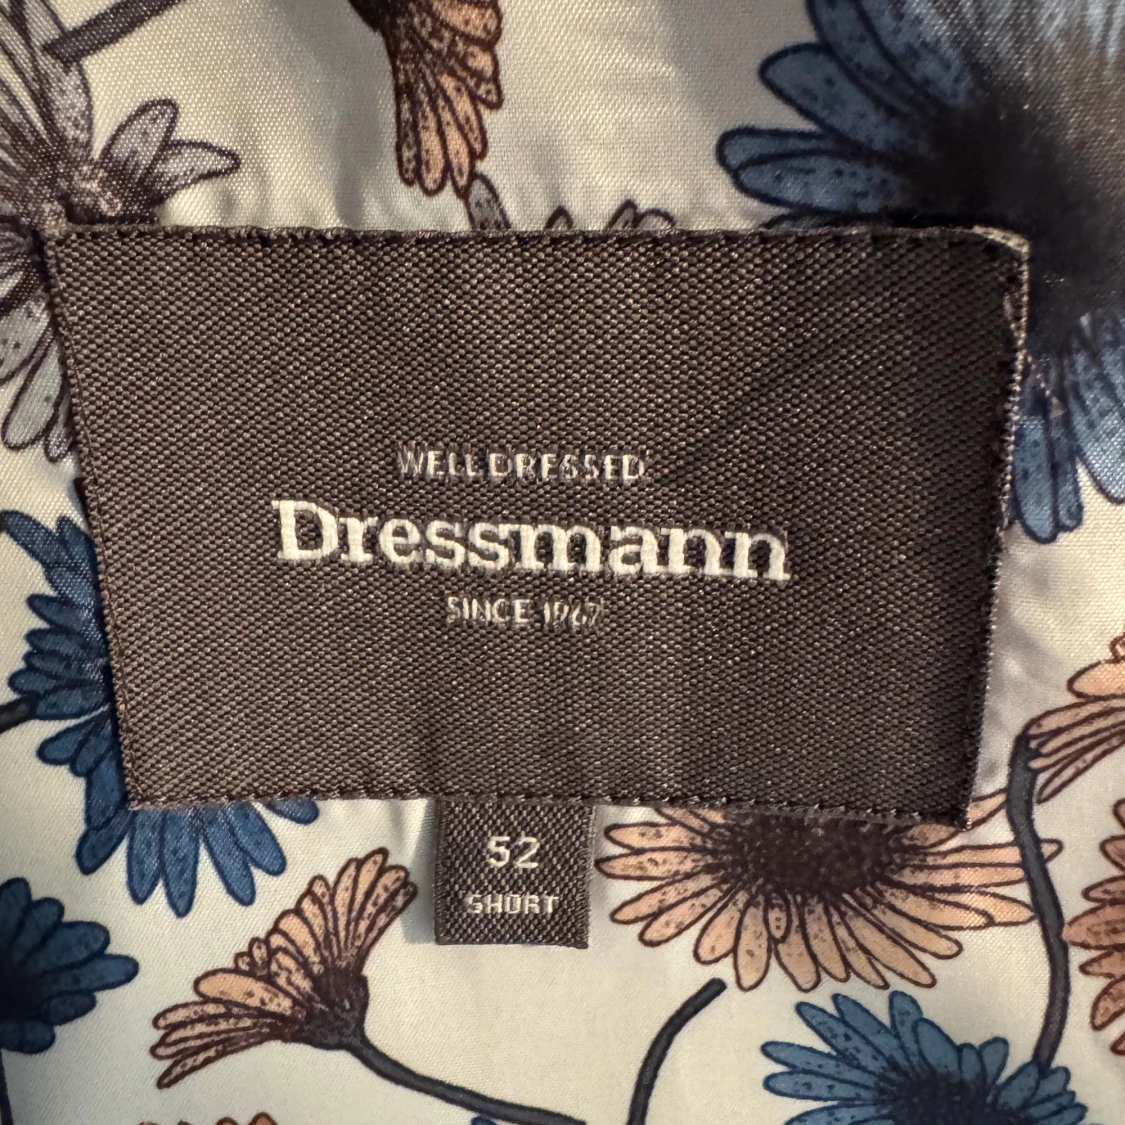 WELL DRESSED
Dressmann
SINCE 1967
52
SHORT